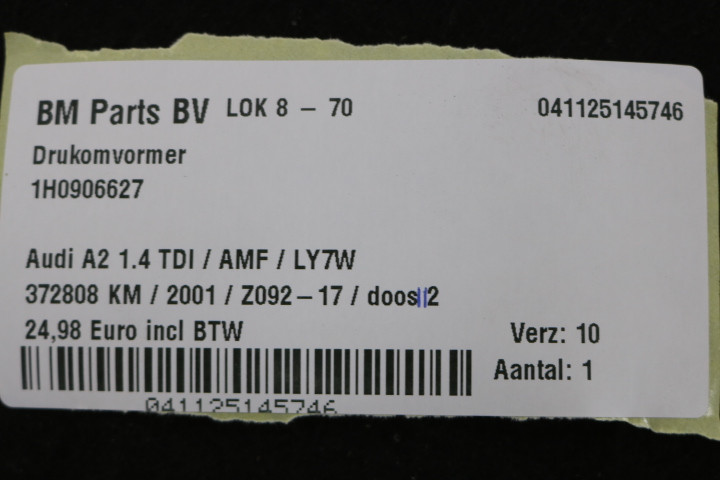 BM Parts BV LOK 8 – 70 041125145746
Drukomvormer
1H0906627
Audi A2 1.4 TDI / AMF / LY7W
372808 KM / 2001 / Z092–17 / doos 2
24,98 Euro incl BTW Verz: 10
Aantal: 1
041125145746